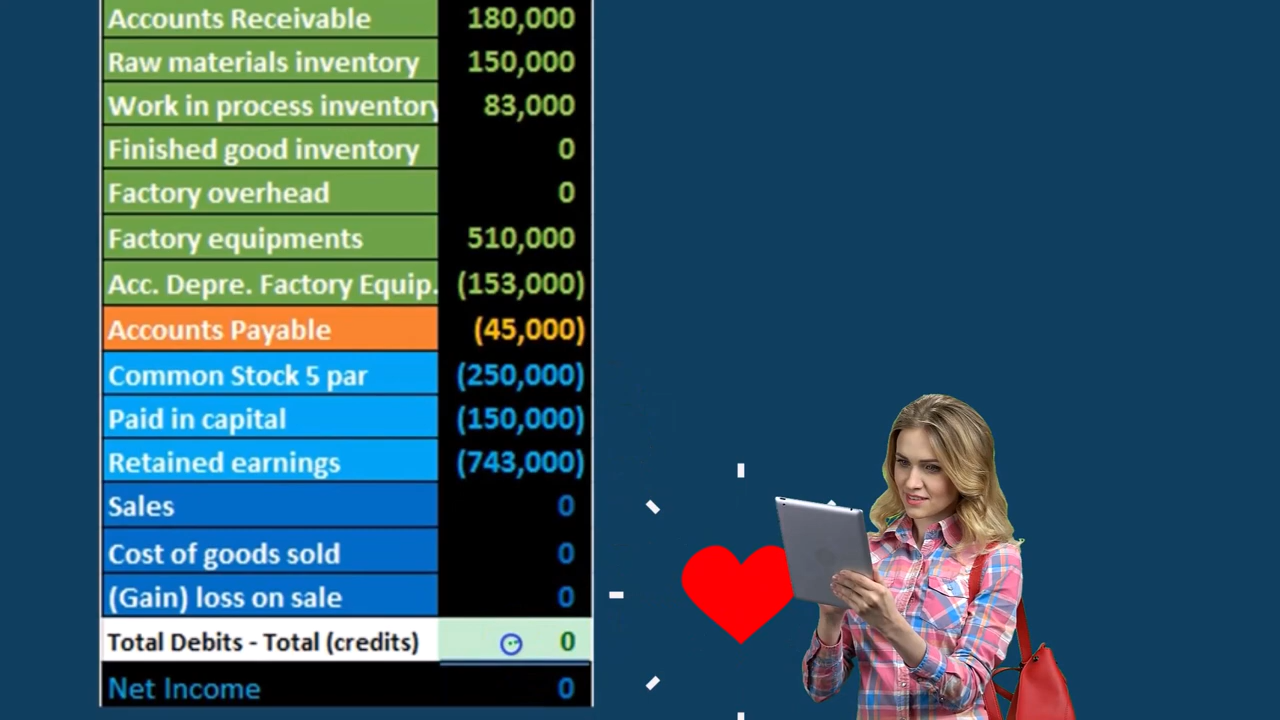 Accounts Receivable 180,000
Raw materials inventory 150,000
Work in process inventory 83,000
Finished good inventory 0
Factory overhead 0
Factory equipments 510,000
Acc. Depre. Factory Equip. (153,000)
Accounts Payable (45,000)
Common Stock 5 par (250,000)
Paid in capital (150,000)
Retained earnings (743,000)
Sales 0
Cost of goods sold 0
(Gain) loss on sale 0
Total Debits - Total (credits) 0
Net Income 0